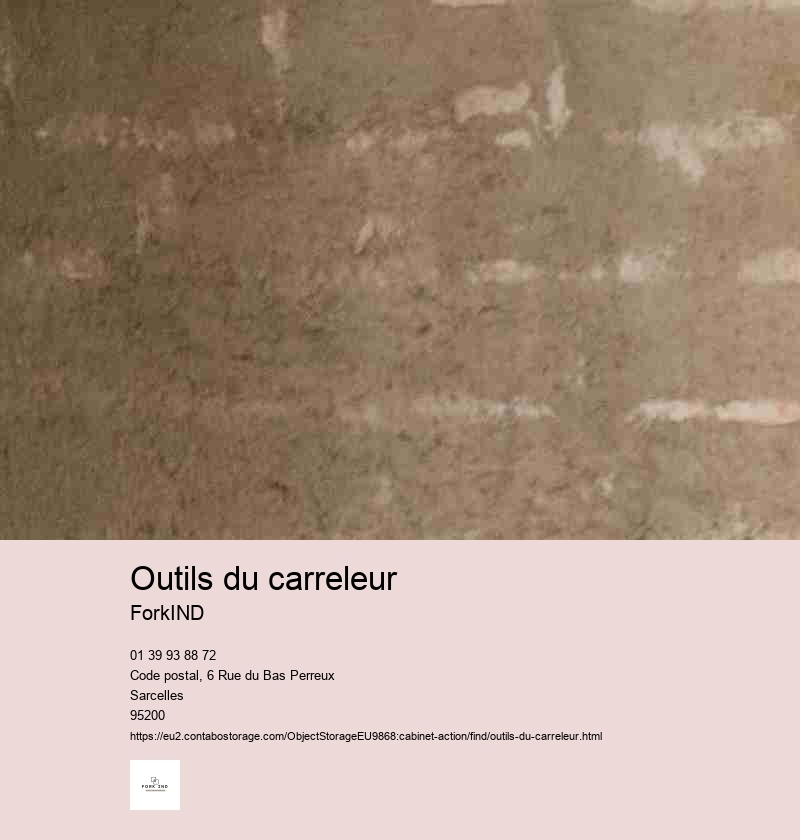 Outils du carreleur
ForkIND
01 39 93 88 72
Code postal, 6 Rue du Bas Perreux
Sarcelles
95200
https://eu2.contabostorage.com/ObjectStorageEU9868:cabinet-action/find/outils-du-carreleur.html
FORK IND